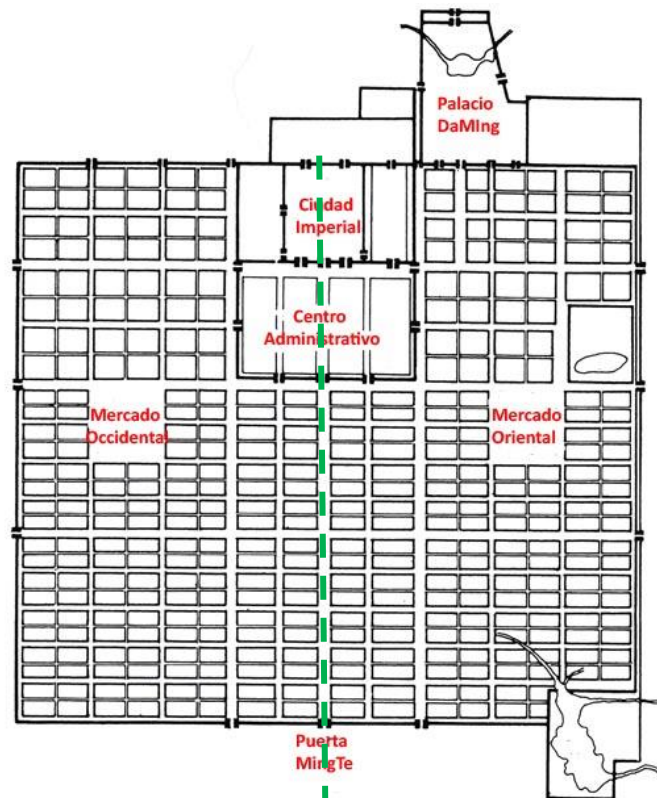 Palacio
DaMIng
Ciudad
Imperial
Centro
Administrativo
Mercado
Occidental
Mercado
Oriental
Puerta
MingTe